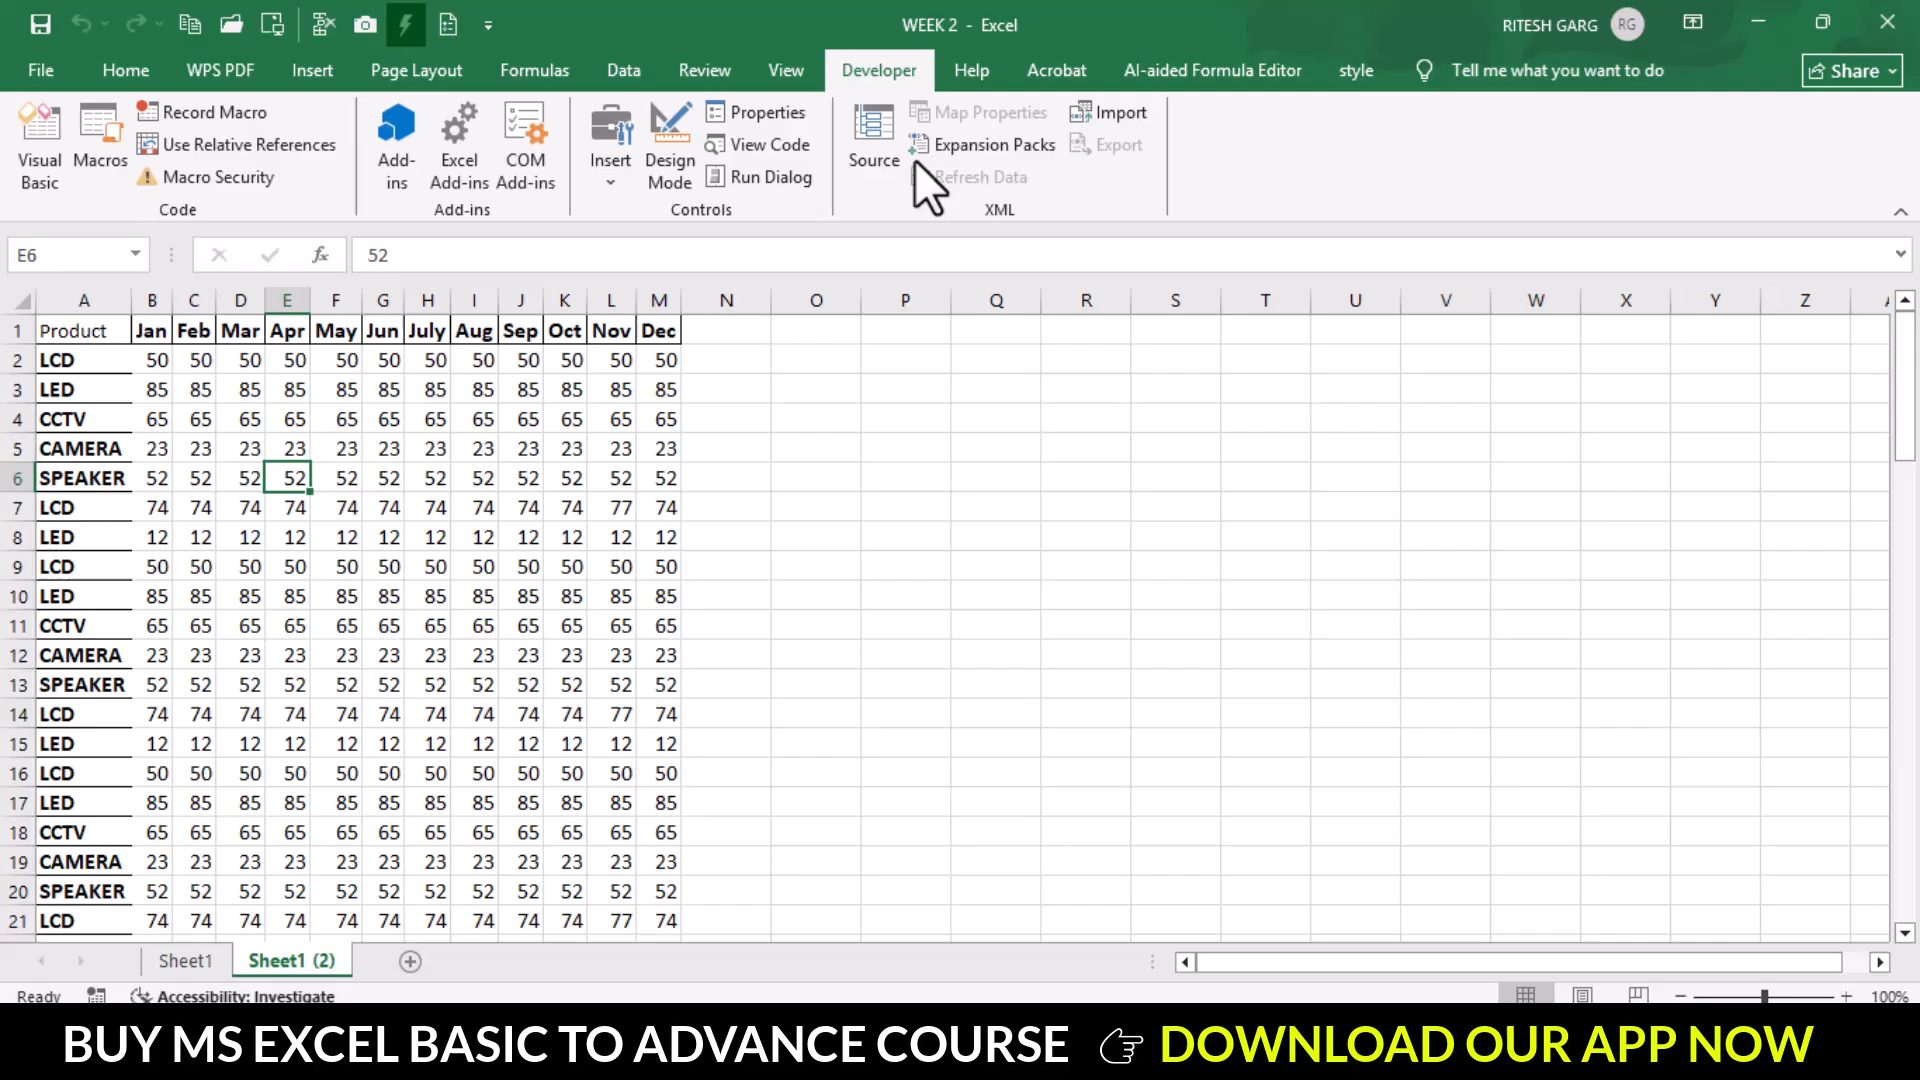 WEEK 2 - Excel
RITESH GARG RG
File Home WPS PDF Insert Page Layout Formulas Data Review View Developer Help Acrobat AI-aided Formula Editor style Tell me what you want to do Share
Visual Basic
Macros
Record Macro
Use Relative References
Macro Security
Code
Add-ins
Excel Add-ins
COM Add-ins
Add-ins
Insert
Design Mode
Properties
View Code
Run Dialog
Controls
Source
Map Properties
Expansion Packs
Refresh Data
Import
Export
XML
E6 fx 52
A B C D E F G H I J K L M N O P Q R S T U V W X Y Z
1 Product Jan Feb Mar Apr May Jun July Aug Sep Oct Nov Dec
2 LCD 50 50 50 50 50 50 50 50 50 50 50 50
3 LED 85 85 85 85 85 85 85 85 85 85 85 85
4 CCTV 65 65 65 65 65 65 65 65 65 65 65 65
5 CAMERA 23 23 23 23 23 23 23 23 23 23 23 23
6 SPEAKER 52 52 52 52 52 52 52 52 52 52 52 52
7 LCD 74 74 74 74 74 74 74 74 74 74 77 74
8 LED 12 12 12 12 12 12 12 12 12 12 12 12
9 LCD 50 50 50 50 50 50 50 50 50 50 50 50
10 LED 85 85 85 85 85 85 85 85 85 85 85 85
11 CCTV 65 65 65 65 65 65 65 65 65 65 65 65
12 CAMERA 23 23 23 23 23 23 23 23 23 23 23 23
13 SPEAKER 52 52 52 52 52 52 52 52 52 52 52 52
14 LCD 74 74 74 74 74 74 74 74 74 74 77 74
15 LED 12 12 12 12 12 12 12 12 12 12 12 12
16 LCD 50 50 50 50 50 50 50 50 50 50 50 50
17 LED 85 85 85 85 85 85 85 85 85 85 85 85
18 CCTV 65 65 65 65 65 65 65 65 65 65 65 65
19 CAMERA 23 23 23 23 23 23 23 23 23 23 23 23
20 SPEAKER 52 52 52 52 52 52 52 52 52 52 52 52
21 LCD 74 74 74 74 74 74 74 74 74 74 77 74
Sheet1 Sheet1 (2)
Ready Accessibility: Investigate 100%
BUY MS EXCEL BASIC TO ADVANCE COURSE DOWNLOAD OUR APP NOW